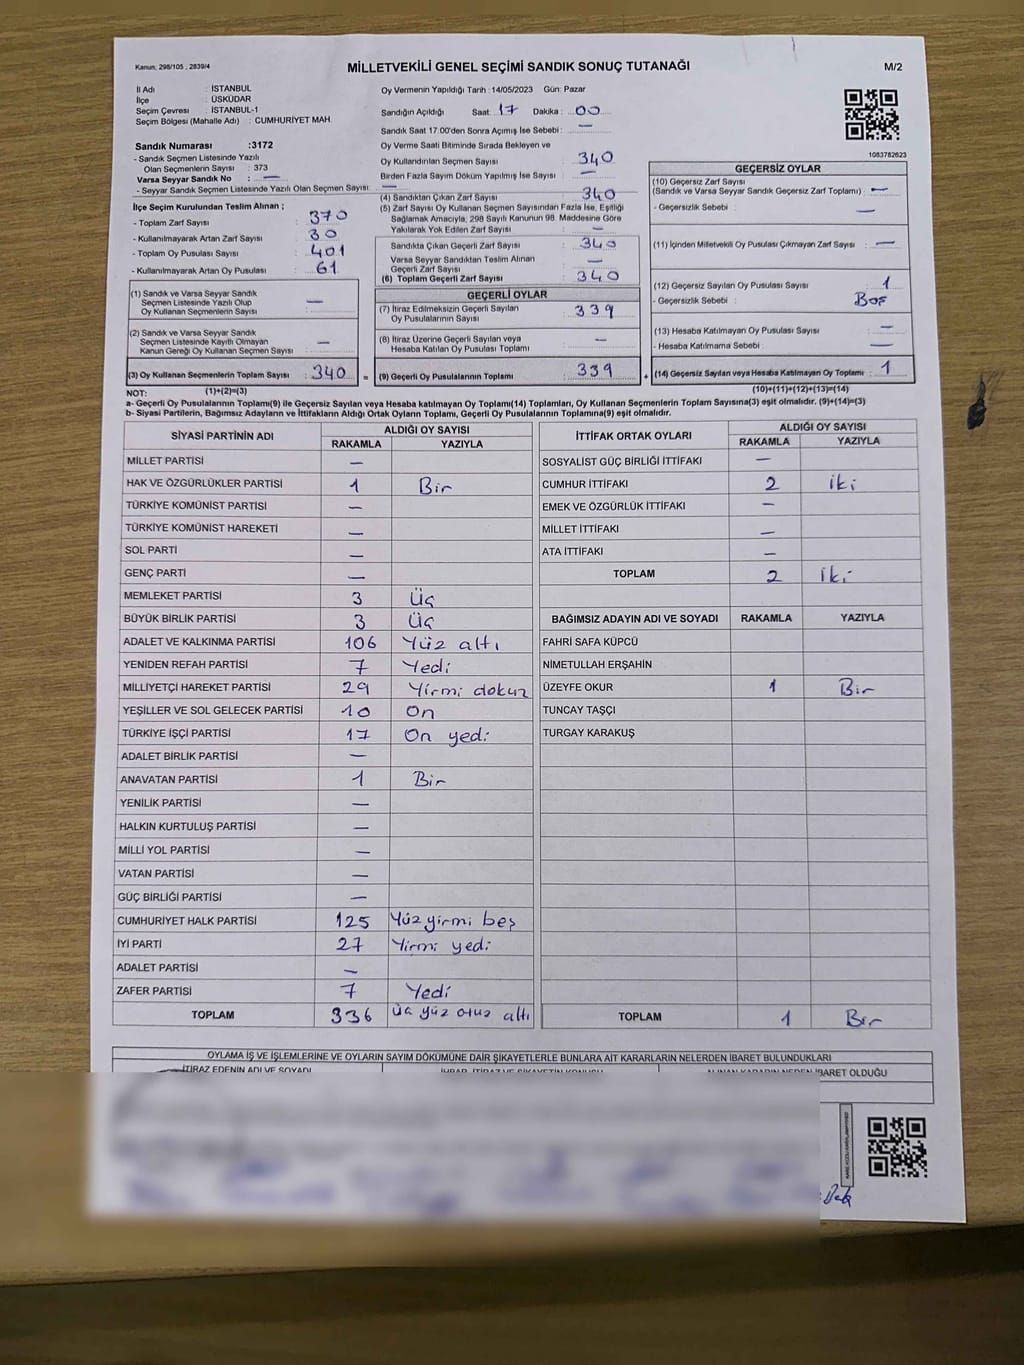 Kanun; 298/105 , 2839/4
MİLLETVEKİLİ GENEL SEÇİMİ SANDIK SONUÇ TUTANAĞI
M/2
İl Adı : İSTANBUL
İlçe : ÜSKÜDAR
Seçim Çevresi : İSTANBUL-1
Seçim Bölgesi (Mahalle Adı) : CUMHURİYET MAH.
Sandık Numarası :3172
- Sandık Seçmen Listesinde Yazılı
Olan Seçmenlerin Sayısı : 373
Varsa Seyyar Sandık No : —
- Seyyar Sandık Seçmen Listesinde Yazılı Olan Seçmen Sayısı : —
İlçe Seçim Kurulundan Teslim Alınan ;
- Toplam Zarf Sayısı : 370
- Kullanılmayarak Artan Zarf Sayısı : 30
- Toplam Oy Pusulası Sayısı : 401
- Kullanılmayarak Artan Oy Pusulası : 61
(1) Sandık ve Varsa Seyyar Sandık
Seçmen Listesinde Yazılı Olup
Oy Kullanan Seçmenlerin Sayısı : —
(2) Sandık ve Varsa Seyyar Sandık
Seçmen Listesinde Kayıtlı Olmayan
Kanun Gereği Oy Kullanan Seçmen Sayısı : —
(3) Oy Kullanan Seçmenlerin Toplam Sayısı : 340 =
(1)+(2)=(3)
Oy Vermenin Yapıldığı Tarih : 14/05/2023 Gün: Pazar
Sandığın Açıldığı Saat: 17 Dakika : 00
Sandık Saat 17.00'den Sonra Açımış İse Sebebi : —
Oy Verme Saati Bitiminde Sırada Bekleyen ve
Oy Kullandırılan Seçmen Sayısı : 340
Birden Fazla Sayım Döküm Yapılmış İse Sayısı : —
(4) Sandıktan Çıkan Zarf Sayısı : 340
(5) Zarf Sayısı Oy Kullanan Seçmen Sayısından Fazla İse, Eşitliği
Sağlamak Amacıyla; 298 Sayılı Kanunun 98. Maddesine Göre
Yakılarak Yok Edilen Zarf Sayısı : —
Sandıkta Çıkan Geçerli Zarf Sayısı : 340
Varsa Seyyar Sandıktan Teslim Alınan
Geçerli Zarf Sayısı : —
(6) Toplam Geçerli Zarf Sayısı : 340
GEÇERLİ OYLAR
(7) İtiraz Edilmeksizin Geçerli Sayılan
Oy Pusulalarının Sayısı : 339
(8) İtiraz Üzerine Geçerli Sayılan veya
Hesaba Katılan Oy Pusulası Toplamı : —
(9) Geçerli Oy Pusulalarının Toplamı : 339 +
1083782623
GEÇERSİZ OYLAR
(10) Geçersiz Zarf Sayısı
(Sandık ve Varsa Seyyar Sandık Geçersiz Zarf Toplamı) : —
- Geçersizlik Sebebi : —
(11) İçinden Milletvekili Oy Pusulası Çıkmayan Zarf Sayısı : —
(12) Geçersiz Sayılan Oy Pusulası Sayısı : 1
- Geçersizlik Sebebi : Boş
(13) Hesaba Katılmayan Oy Pusulası Sayısı : —
- Hesaba Katılmama Sebebi : —
(14) Geçersiz Sayılan veya Hesaba Katılmayan Oy Toplamı : 1
(10)+(11)+(12)+(13)=(14)
NOT:
a- Geçerli Oy Pusulalarının Toplamı(9) ile Geçersiz Sayılan veya Hesaba Katılmayan Oy Toplamı(14) Toplamları, Oy Kullanan Seçmenlerin Toplam Sayısına(3) eşit olmalıdır. (9)+(14)=(3)
b- Siyasi Partilerin, Bağımsız Adayların ve İttifakların Aldığı Ortak Oyların Toplamı, Geçerli Oy Pusulalarının Toplamına(9) eşit olmalıdır.
SİYASİ PARTİNİN ADI ALDIĞI OY SAYISI
RAKAMLA YAZIYLA
MİLLET PARTİSİ —
HAK VE ÖZGÜRLÜKLER PARTİSİ 1 Bir
TÜRKİYE KOMÜNİST PARTİSİ —
TÜRKİYE KOMÜNİST HAREKETİ —
SOL PARTİ —
GENÇ PARTİ —
MEMLEKET PARTİSİ 3 Üç
BÜYÜK BİRLİK PARTİSİ 3 Üç
ADALET VE KALKINMA PARTİSİ 106 Yüz altı
YENİDEN REFAH PARTİSİ 7 Yedi
MİLLİYETÇİ HAREKET PARTİSİ 29 Yirmi dokuz
YEŞİLLER VE SOL GELECEK PARTİSİ 10 On
TÜRKİYE İŞÇİ PARTİSİ 17 On yedi
ADALET BİRLİK PARTİSİ —
ANAVATAN PARTİSİ 1 Bir
YENİLİK PARTİSİ —
HALKIN KURTULUŞ PARTİSİ —
MİLLİ YOL PARTİSİ —
VATAN PARTİSİ —
GÜÇ BİRLİĞİ PARTİSİ —
CUMHURİYET HALK PARTİSİ 125 Yüz yirmi beş
İYİ PARTİ 27 Yirmi yedi
ADALET PARTİSİ —
ZAFER PARTİSİ 7 Yedi
TOPLAM 336 Üç yüz otuz altı
İTTİFAK ORTAK OYLARI ALDIĞI OY SAYISI
RAKAMLA YAZIYLA
SOSYALİST GÜÇ BİRLİĞİ İTTİFAKI —
CUMHUR İTTİFAKI 2 iki
EMEK VE ÖZGÜRLÜK İTTİFAKI —
MİLLET İTTİFAKI —
ATA İTTİFAKI —
TOPLAM 2 iki
BAĞIMSIZ ADAYIN ADI VE SOYADI RAKAMLA YAZIYLA
FAHRİ SAFA KÜPCÜ
NİMETULLAH ERŞAHİN
ÜZEYFE OKUR 1 Bir
TUNCAY TAŞÇI
TURGAY KARAKUŞ
TOPLAM 1 Bir
OYLAMA İŞ VE İŞLEMLERİNE VE OYLARIN SAYIM DÖKÜMÜNE DAİR ŞİKAYETLERLE BUNLARA AİT KARARLARIN NELERDEN İBARET BULUNDUKLARI
İTİRAZ EDENİN ADI VE SOYADI
İBARET OLDUĞU